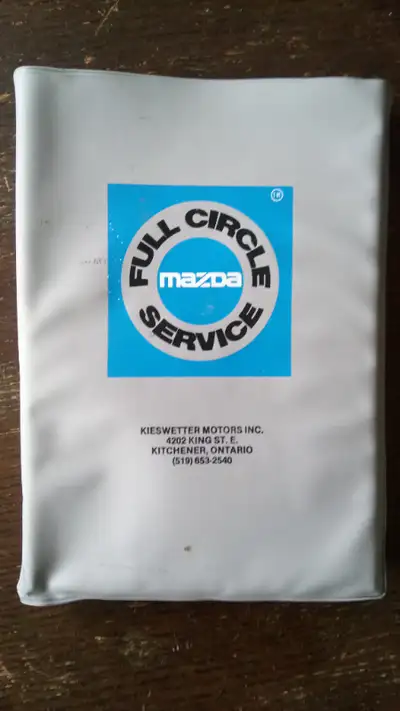 FULL CIRCLE
mazDa
SERVICE
KIESWETTER MOTORS INC.
4202 KING ST. E.
KITCHENER, ONTARIO
(519) 653-2540